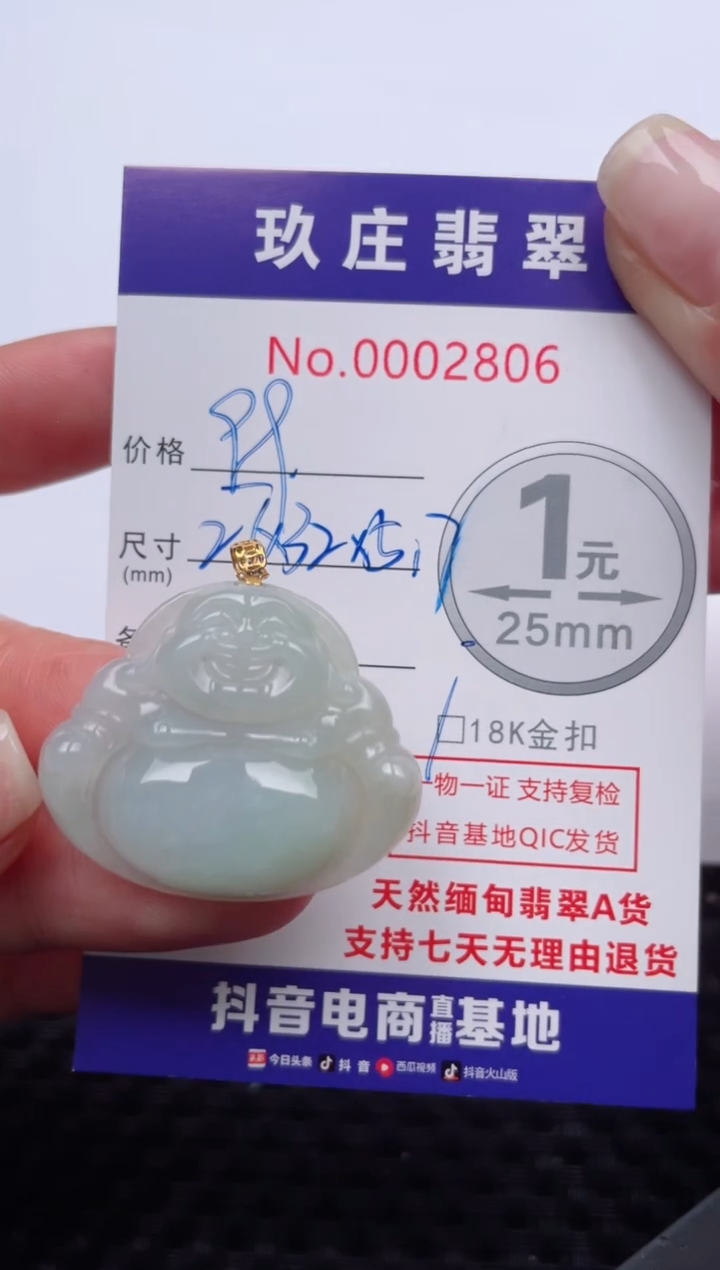 玖庄翡翠
No.0002806
价格
尺寸
(mm)
1元
25mm
18K金扣
一物一证 支持复检
抖音基地QIC发货
天然缅甸翡翠A货
支持七天无理由退货
抖音电商直播基地
今日头条 抖音 西瓜视频 抖音火山版